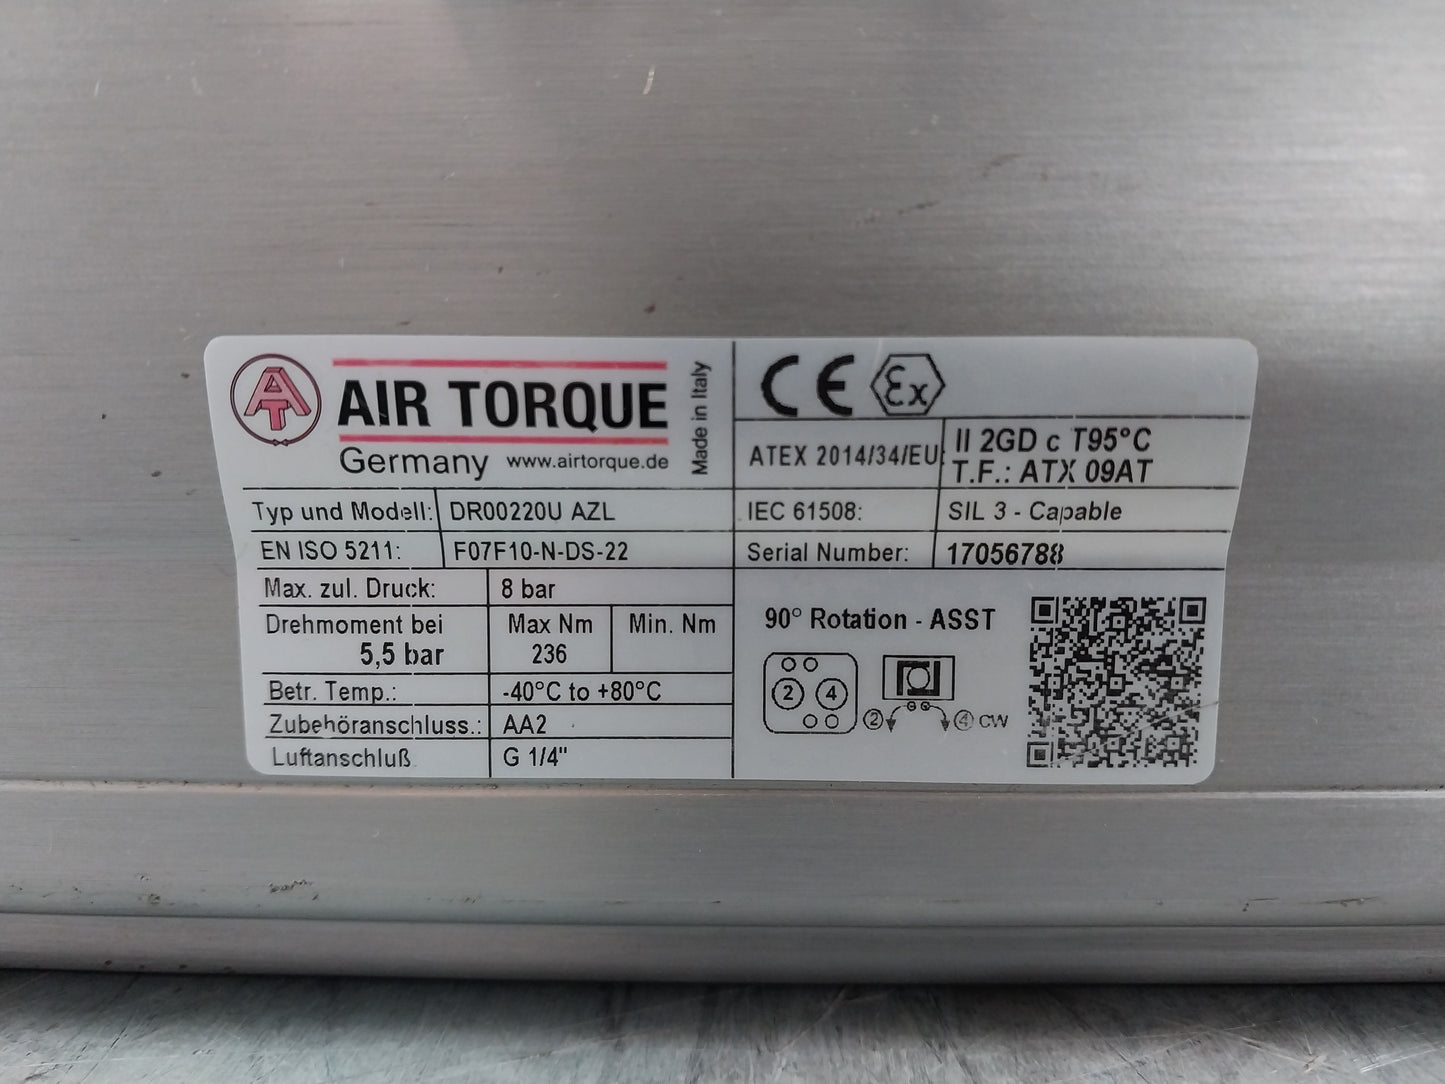 AT
AIR TORQUE
Germany www.airtorque.de
Made in Italy
CE Ex
ATEX 2014/34/EU: II 2GD c T95°C
T.F.: ATX 09AT
Typ und Modell: DR00220U AZL
IEC 61508: SIL 3 - Capable
EN ISO 5211: F07F10-N-DS-22
Serial Number: 17056788
Max. zul. Druck: 8 bar
Drehmoment bei Max Nm Min. Nm
5,5 bar 236
Betr. Temp.: -40°C to +80°C
Zubehöranschluss.: AA2
Luftanschluß G 1/4"
90° Rotation - ASST
2 4
2 4 CW